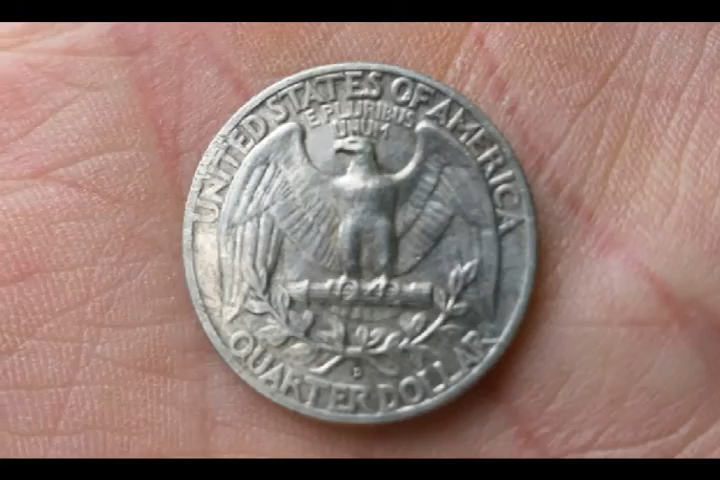 UNITED STATES OF AMERICA
E PLURIBUS
UNUM
QUARTER DOLLAR